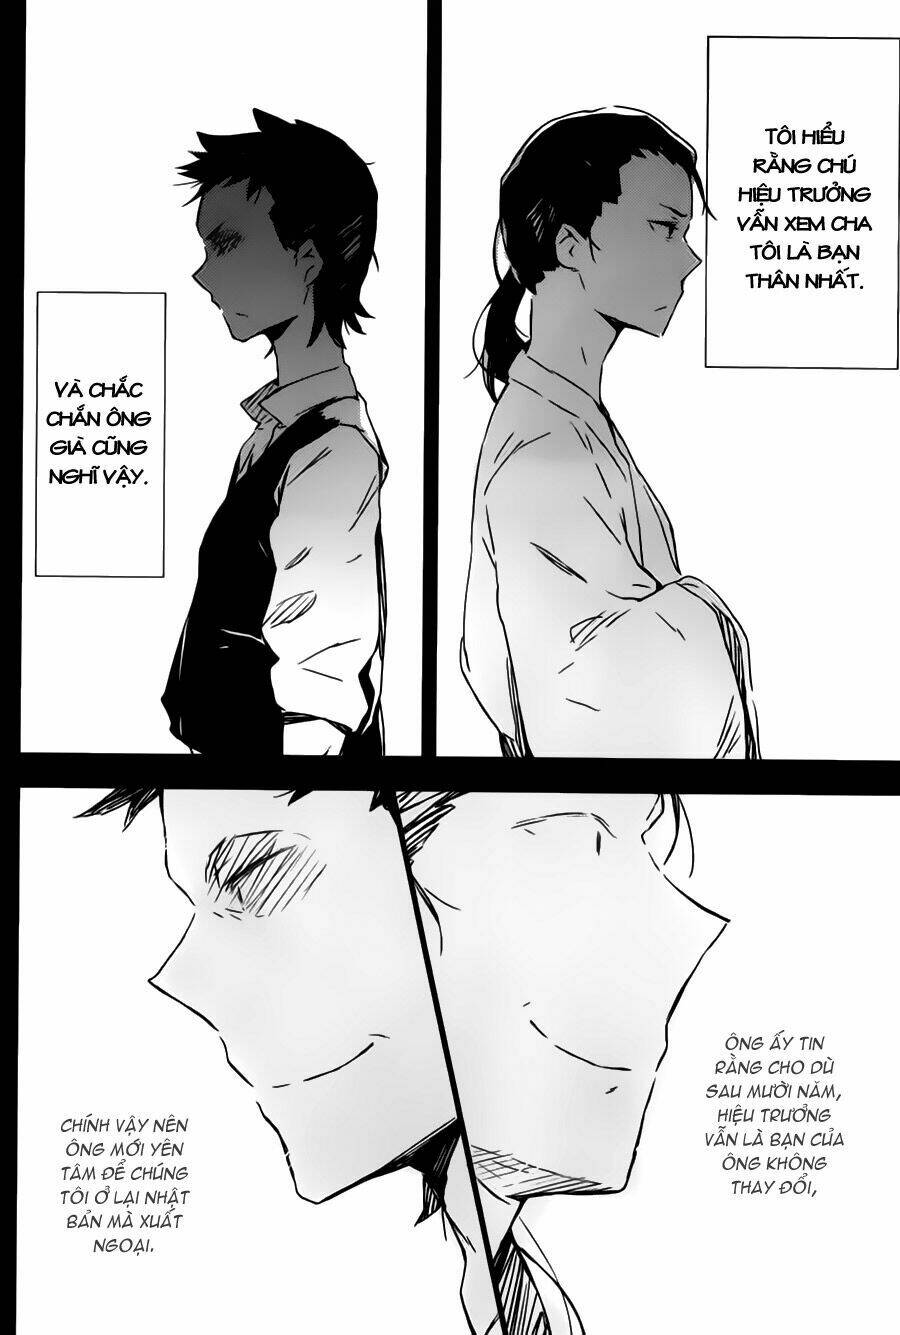 TÔI HIỂU
RẰNG CHÚ
HIỆU TRƯỞNG
VẪN XEM CHA
TÔI LÀ BẠN
THÂN NHẤT.
VÀ CHẮC
CHẮN ÔNG
GIÀ CŨNG
NGHĨ VẬY.
ÔNG ẤY TIN
RẰNG CHO DÙ
SAU MƯỜI NĂM,
HIỆU TRƯỞNG
VẪN LÀ BẠN CỦA
ÔNG KHÔNG
THAY ĐỔI,
CHÍNH VẬY NÊN
ÔNG MỚI YÊN
TÂM ĐỂ CHÚNG
TÔI Ở LẠI NHẬT
BẢN MÀ XUẤT
NGOẠI.